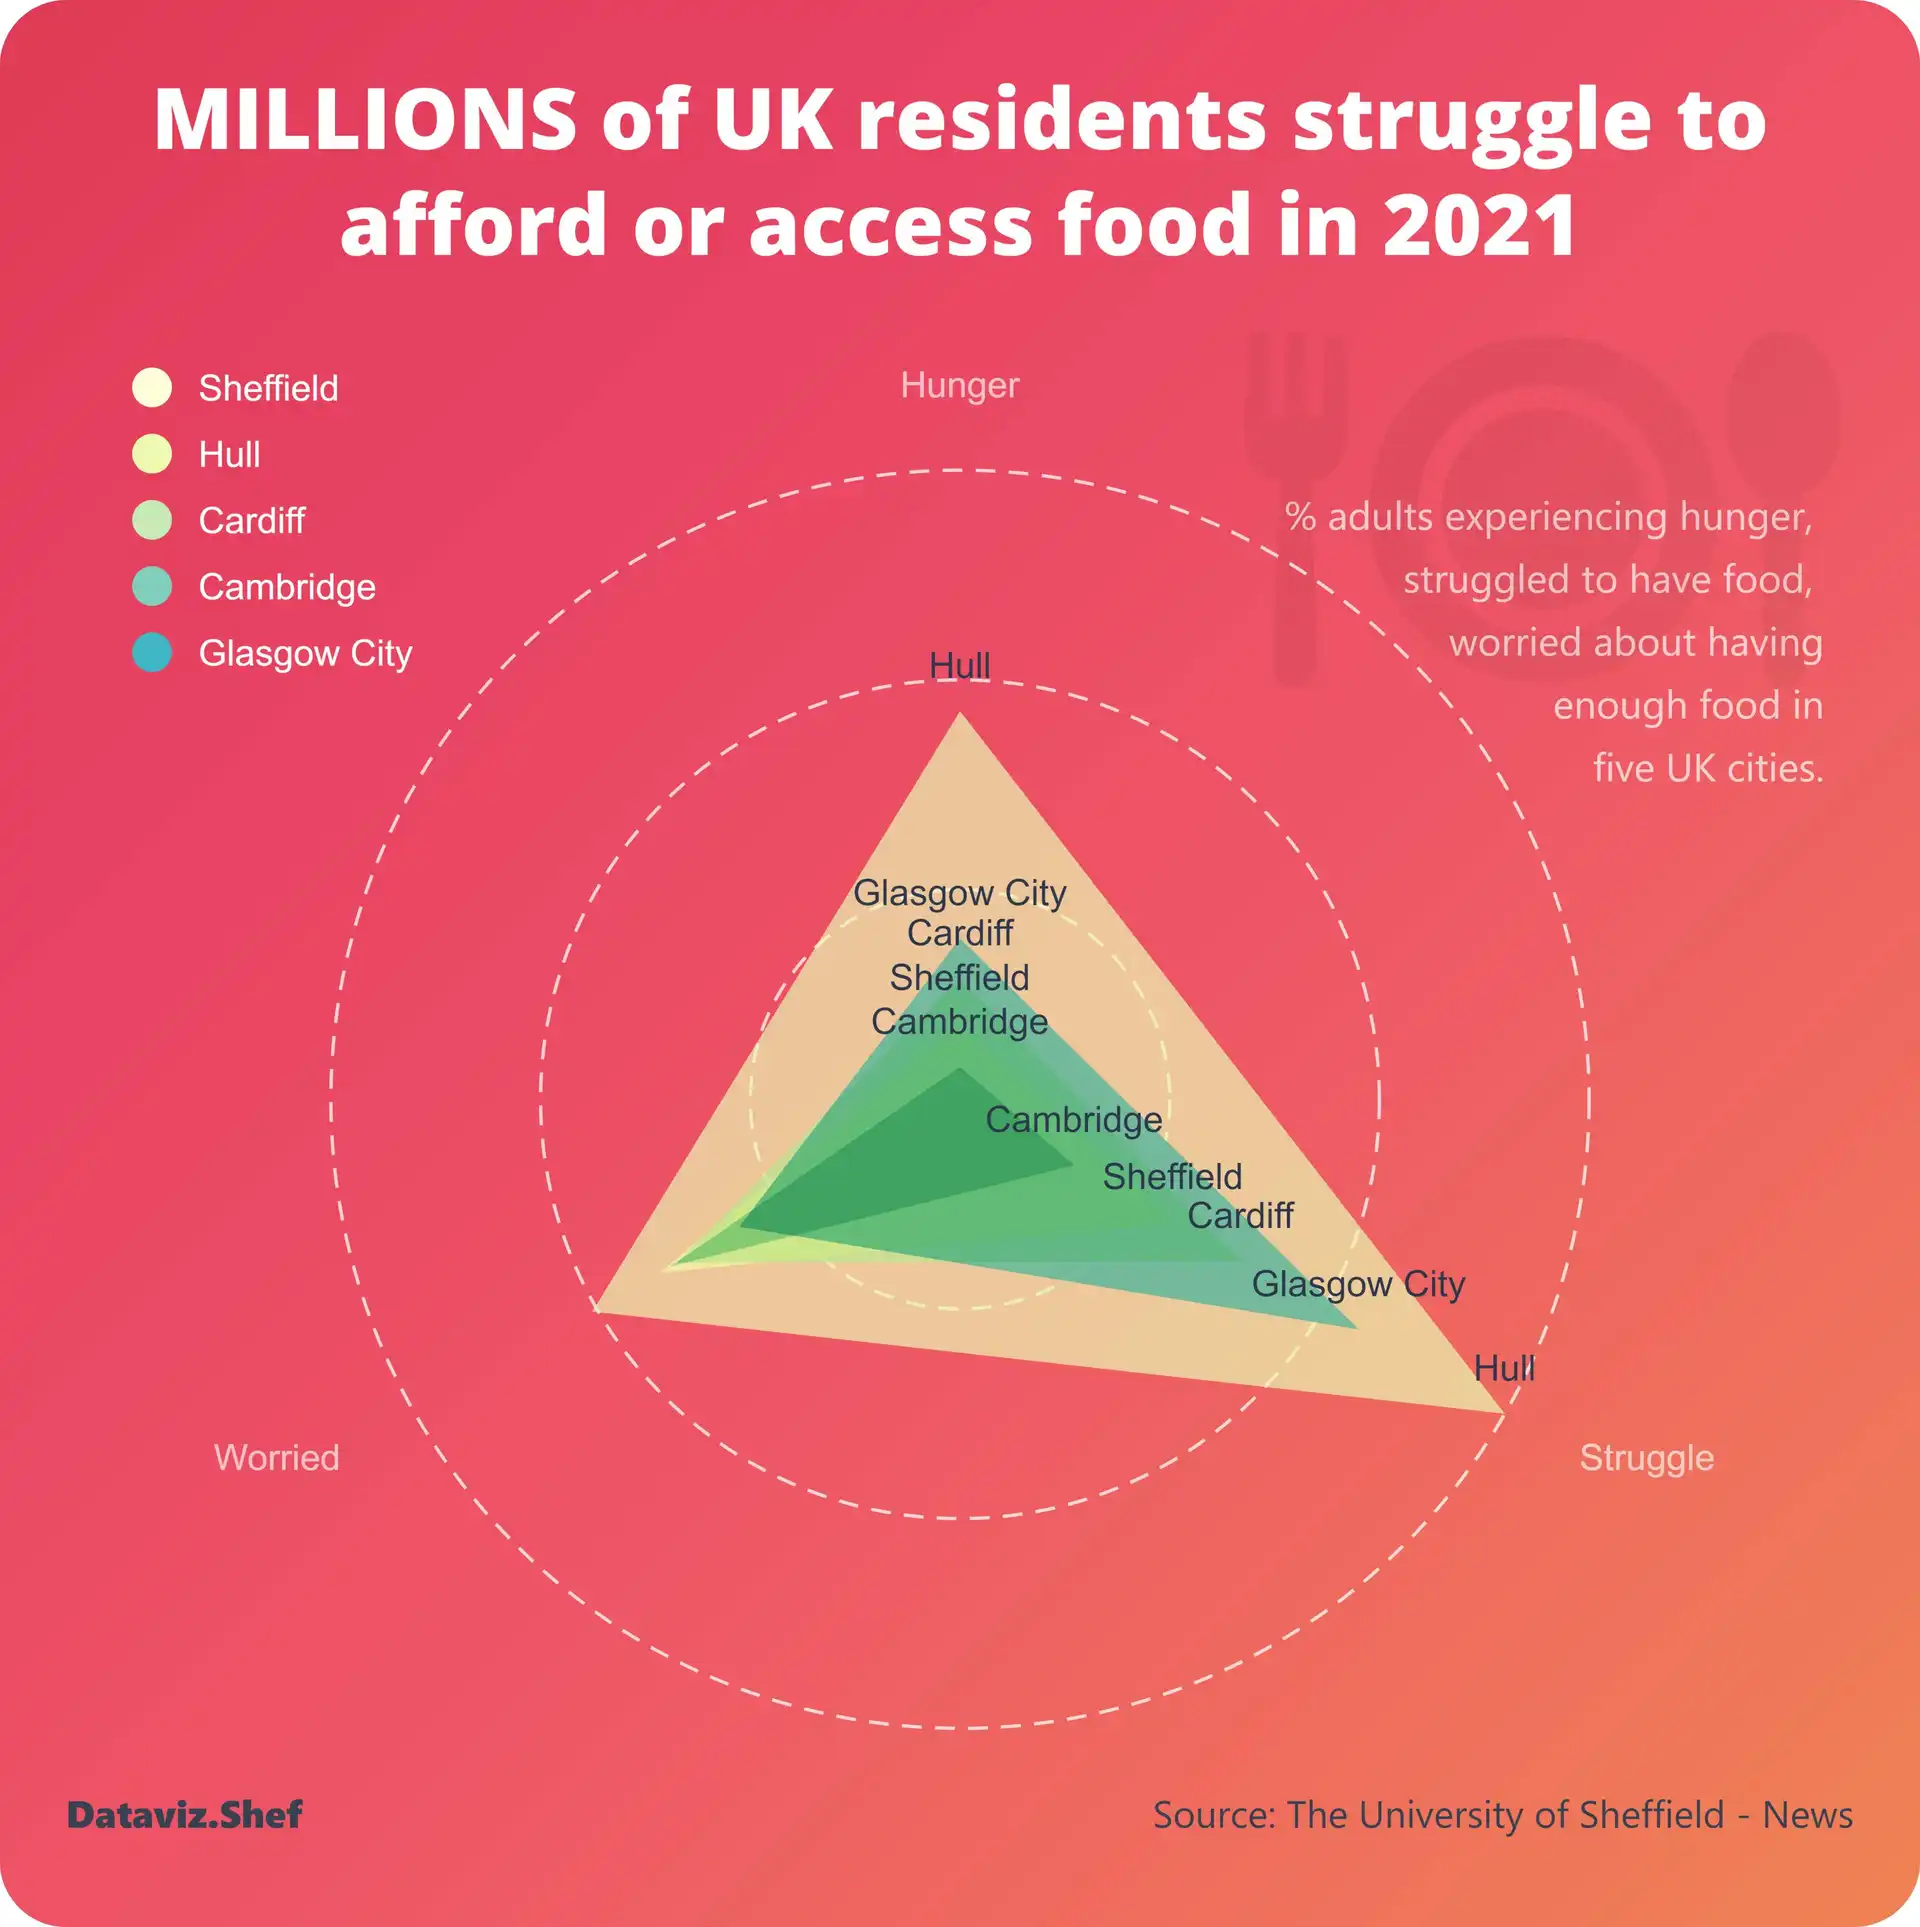 MILLIONS of UK residents struggle to
afford or access food in 2021
Sheffield
Hull
Cardiff
Cambridge
Glasgow City
Hunger
% adults experiencing hunger,
struggled to have food,
worried about having
enough food in
five UK cities.
Hull
Glasgow City
Cardiff
Sheffield
Cambridge
Cambridge
Sheffield
Cardiff
Glasgow City
Hull
Worried
Struggle
Dataviz.Shef
Source: The University of Sheffield - News